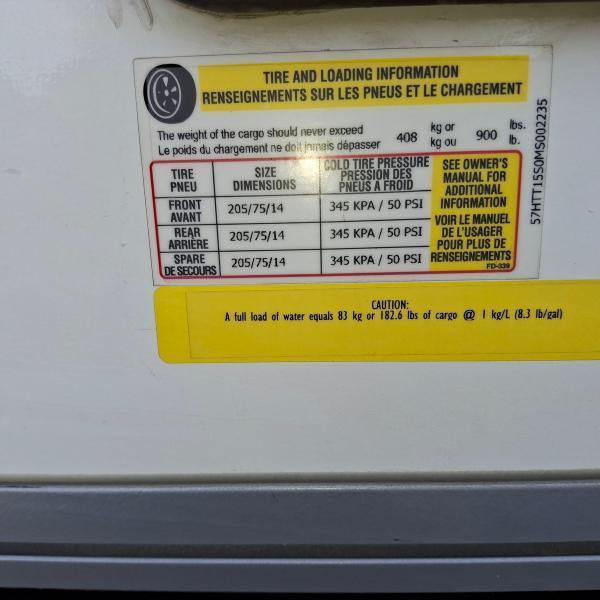 TIRE AND LOADING INFORMATION
RENSEIGNEMENTS SUR LES PNEUS ET LE CHARGEMENT
The weight of the cargo should never exceed 408 kg or 900 lbs.
Le poids du chargement ne doit jamais dépasser kg ou lb.
TIRE PNEU
SIZE DIMENSIONS
COLD TIRE PRESSURE
PRESSION DES
PNEUS A FROID
FRONT AVANT 205/75/14 345 KPA / 50 PSI
REAR ARRIÈRE 205/75/14 345 KPA / 50 PSI
SPARE DE SECOURS 205/75/14 345 KPA / 50 PSI
SEE OWNER'S
MANUAL FOR
ADDITIONAL
INFORMATION
VOIR LE MANUEL
DE L'USAGER
POUR PLUS DE
RENSEIGNEMENTS
FD-339
57HTT15S0MS002235
CAUTION:
A full load of water equals 83 kg or 182.6 lbs of cargo @ 1 kg/L (8.3 lb/gal)